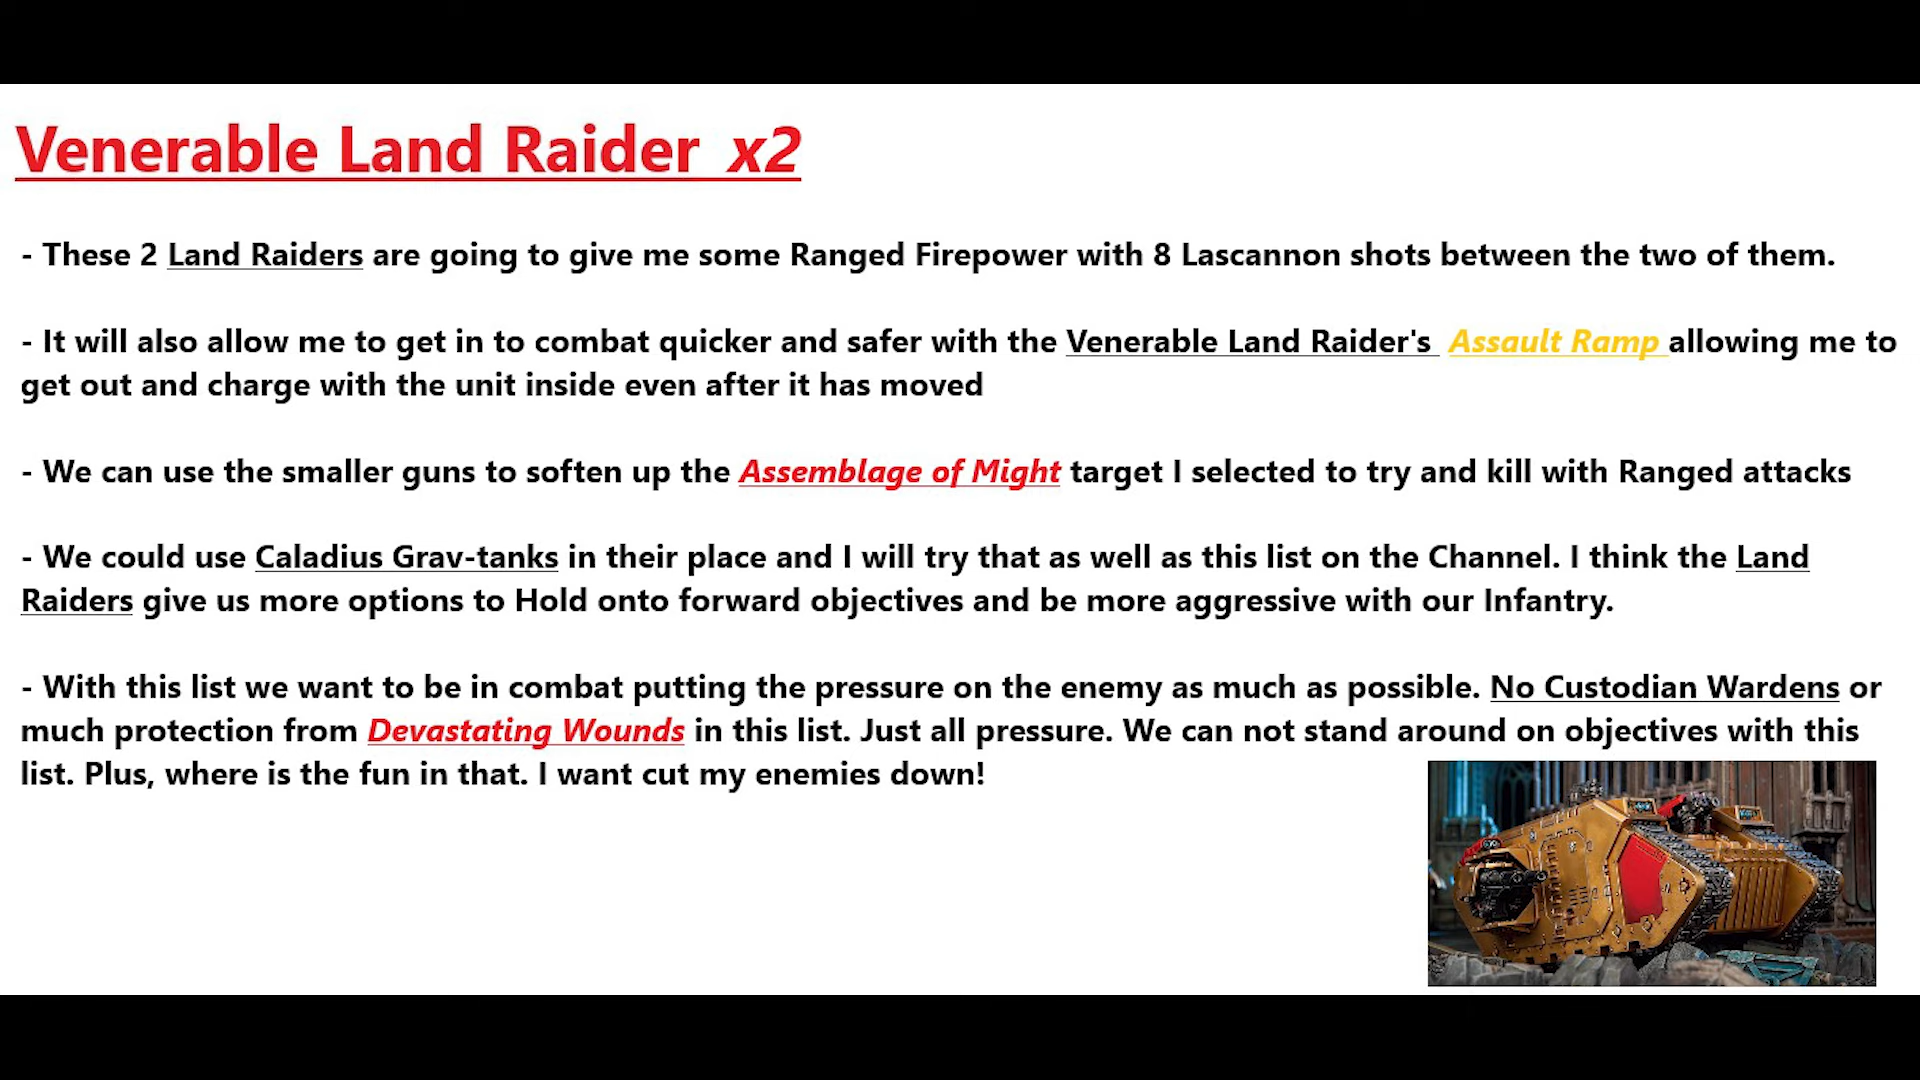 Venerable Land Raider x2
- These 2 Land Raiders are going to give me some Ranged Firepower with 8 Lascannon shots between the two of them.
- It will also allow me to get in to combat quicker and safer with the Venerable Land Raider's Assault Ramp allowing me to
get out and charge with the unit inside even after it has moved
- We can use the smaller guns to soften up the Assemblage of Might target I selected to try and kill with Ranged attacks
- We could use Caladius Grav-tanks in their place and I will try that as well as this list on the Channel. I think the Land
Raiders give us more options to Hold onto forward objectives and be more aggressive with our Infantry.
- With this list we want to be in combat putting the pressure on the enemy as much as possible. No Custodian Wardens or
much protection from Devastating Wounds in this list. Just all pressure. We can not stand around on objectives with this
list. Plus, where is the fun in that. I want cut my enemies down!